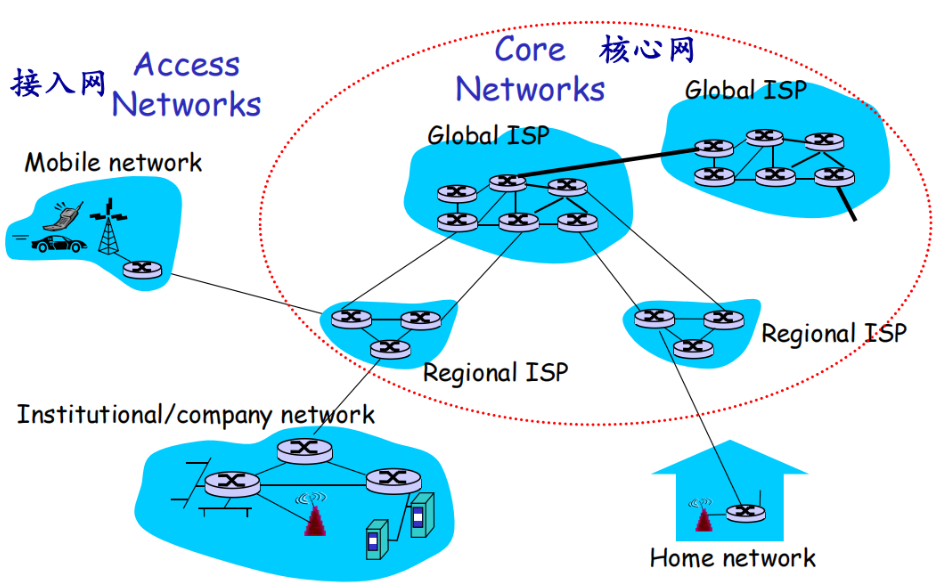 接入网
Access
Networks
Core
Networks
核心网
Global ISP
Global ISP
Mobile network
Regional ISP
Regional ISP
Institutional/company network
Home network